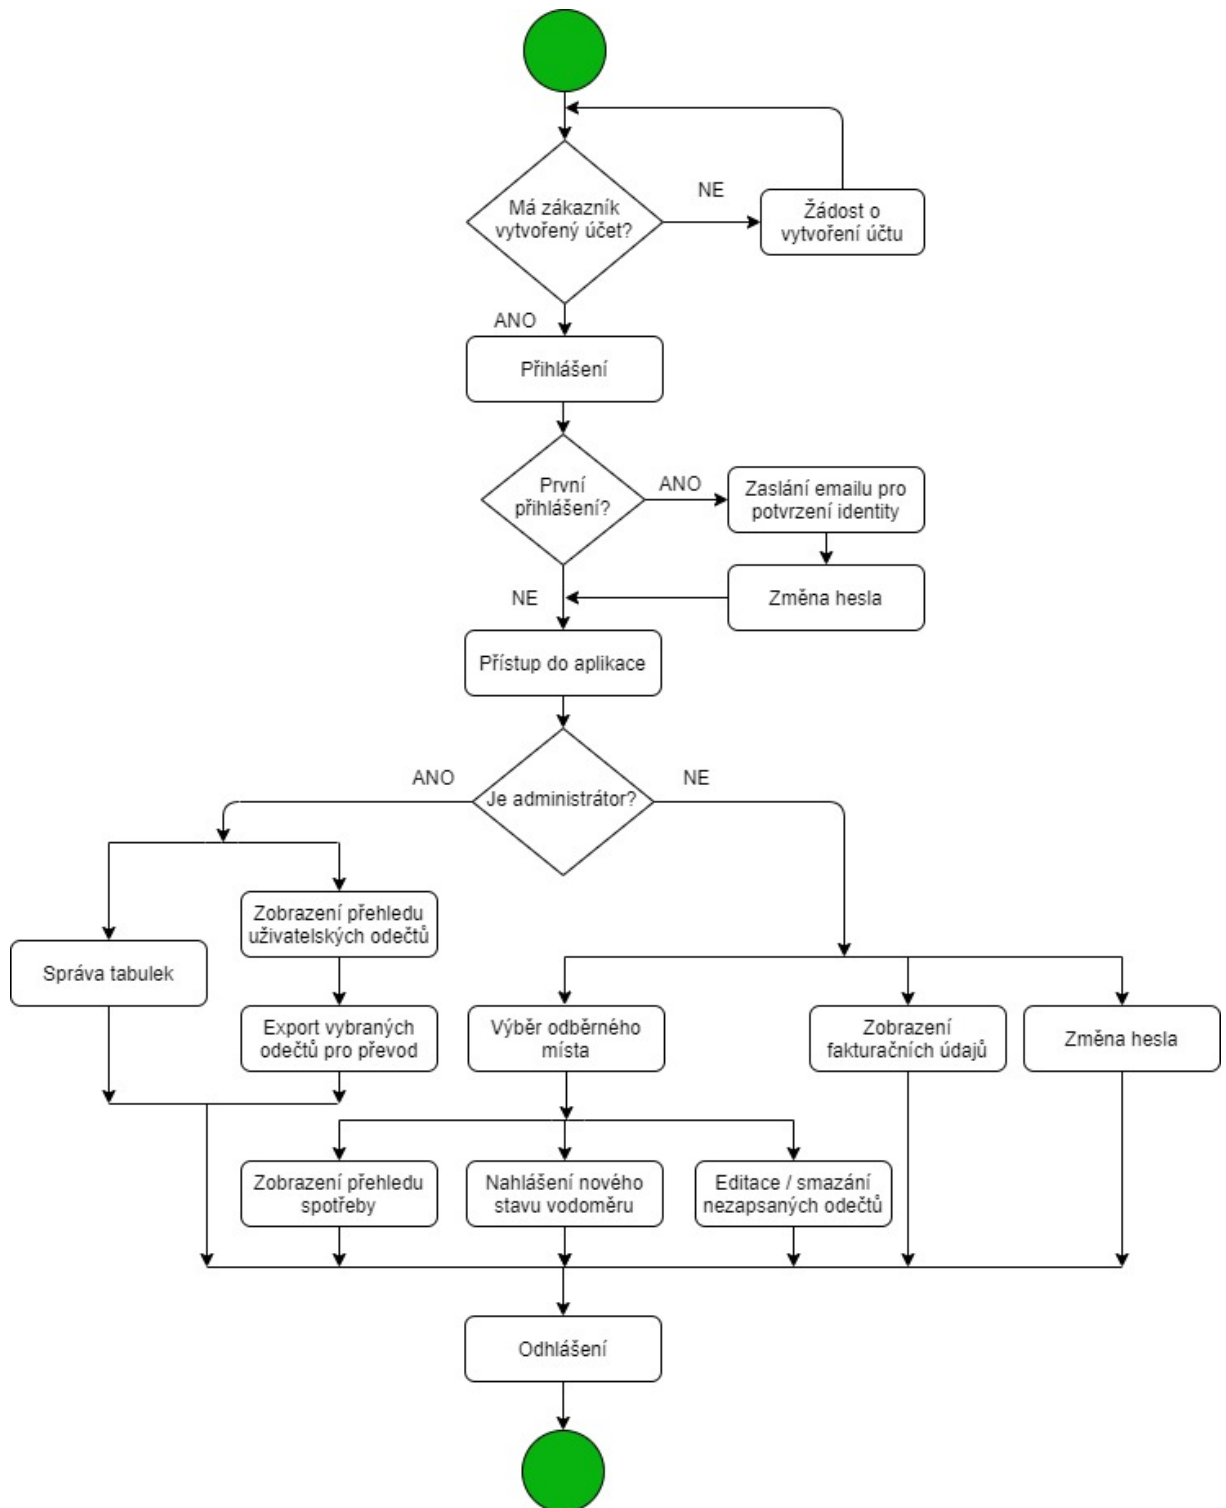 Má zákazník
vytvořený účet?
NE
Žádost o
vytvoření účtu
ANO
Přihlášení
První
přihlášení?
ANO
Zaslání emailu pro
potvrzení identity
NE
Změna hesla
Přístup do aplikace
ANO
NE
Je administrátor?
Zobrazení přehledu
uživatelských odečtů
Správa tabulek
Export vybraných
odečtů pro převod
Výběr odběrného
místa
Zobrazení
fakturačních údajů
Změna hesla
Zobrazení přehledu
spotřeby
Nahlášení nového
stavu vodoměru
Editace / smazání
nezapsaných odečtů
Odhlášení